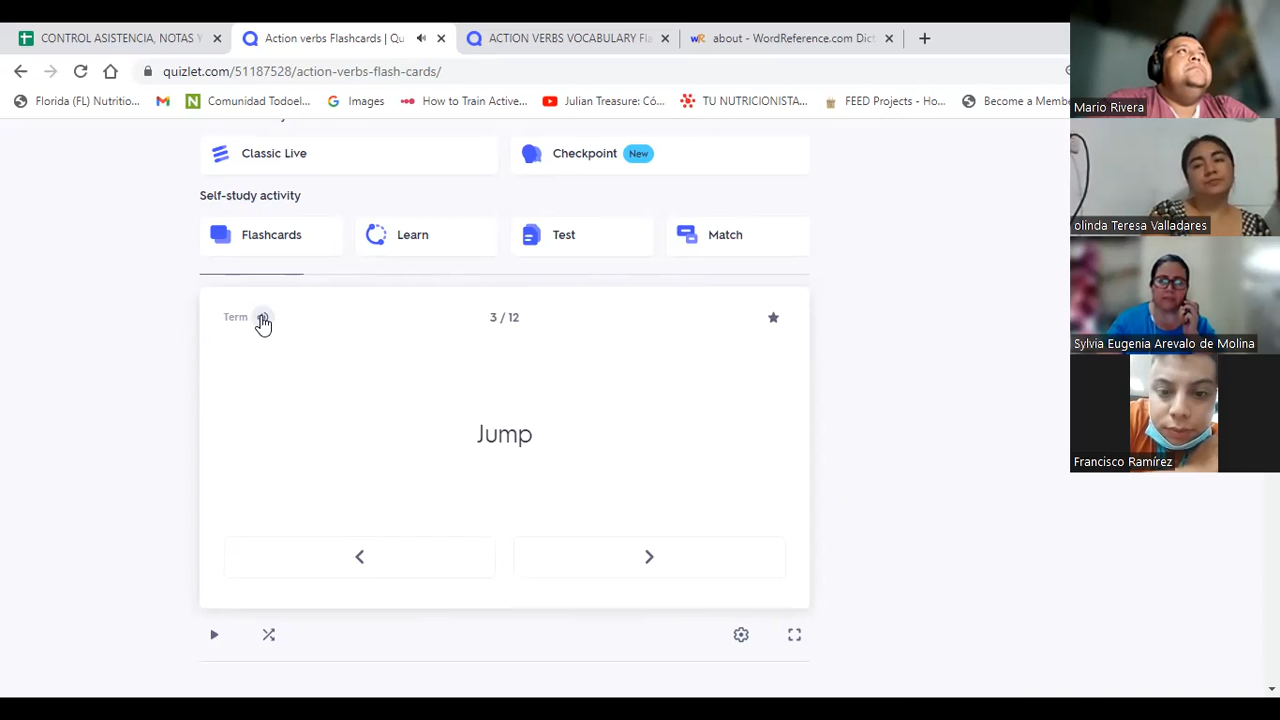 CONTROL ASISTENCIA, NOTAS Y
Action verbs Flashcards | Qu
ACTION VERBS VOCABULARY Fl
about - WordReference.com Dict
quizlet.com/51187528/action-verbs-flash-cards/
Florida (FL) Nutritio...
Comunidad Todoel...
Images
How to Train Active...
Julian Treasure: Có...
TU NUTRICIONISTA...
FEED Projects - Ho...
Become a Membe
Classic Live
Checkpoint
New
Self-study activity
Flashcards
Learn
Test
Match
Term
3 / 12
Jump
Mario Rivera
olinda Teresa Valladares
Sylvia Eugenia Arevalo de Molina
Francisco Ramírez